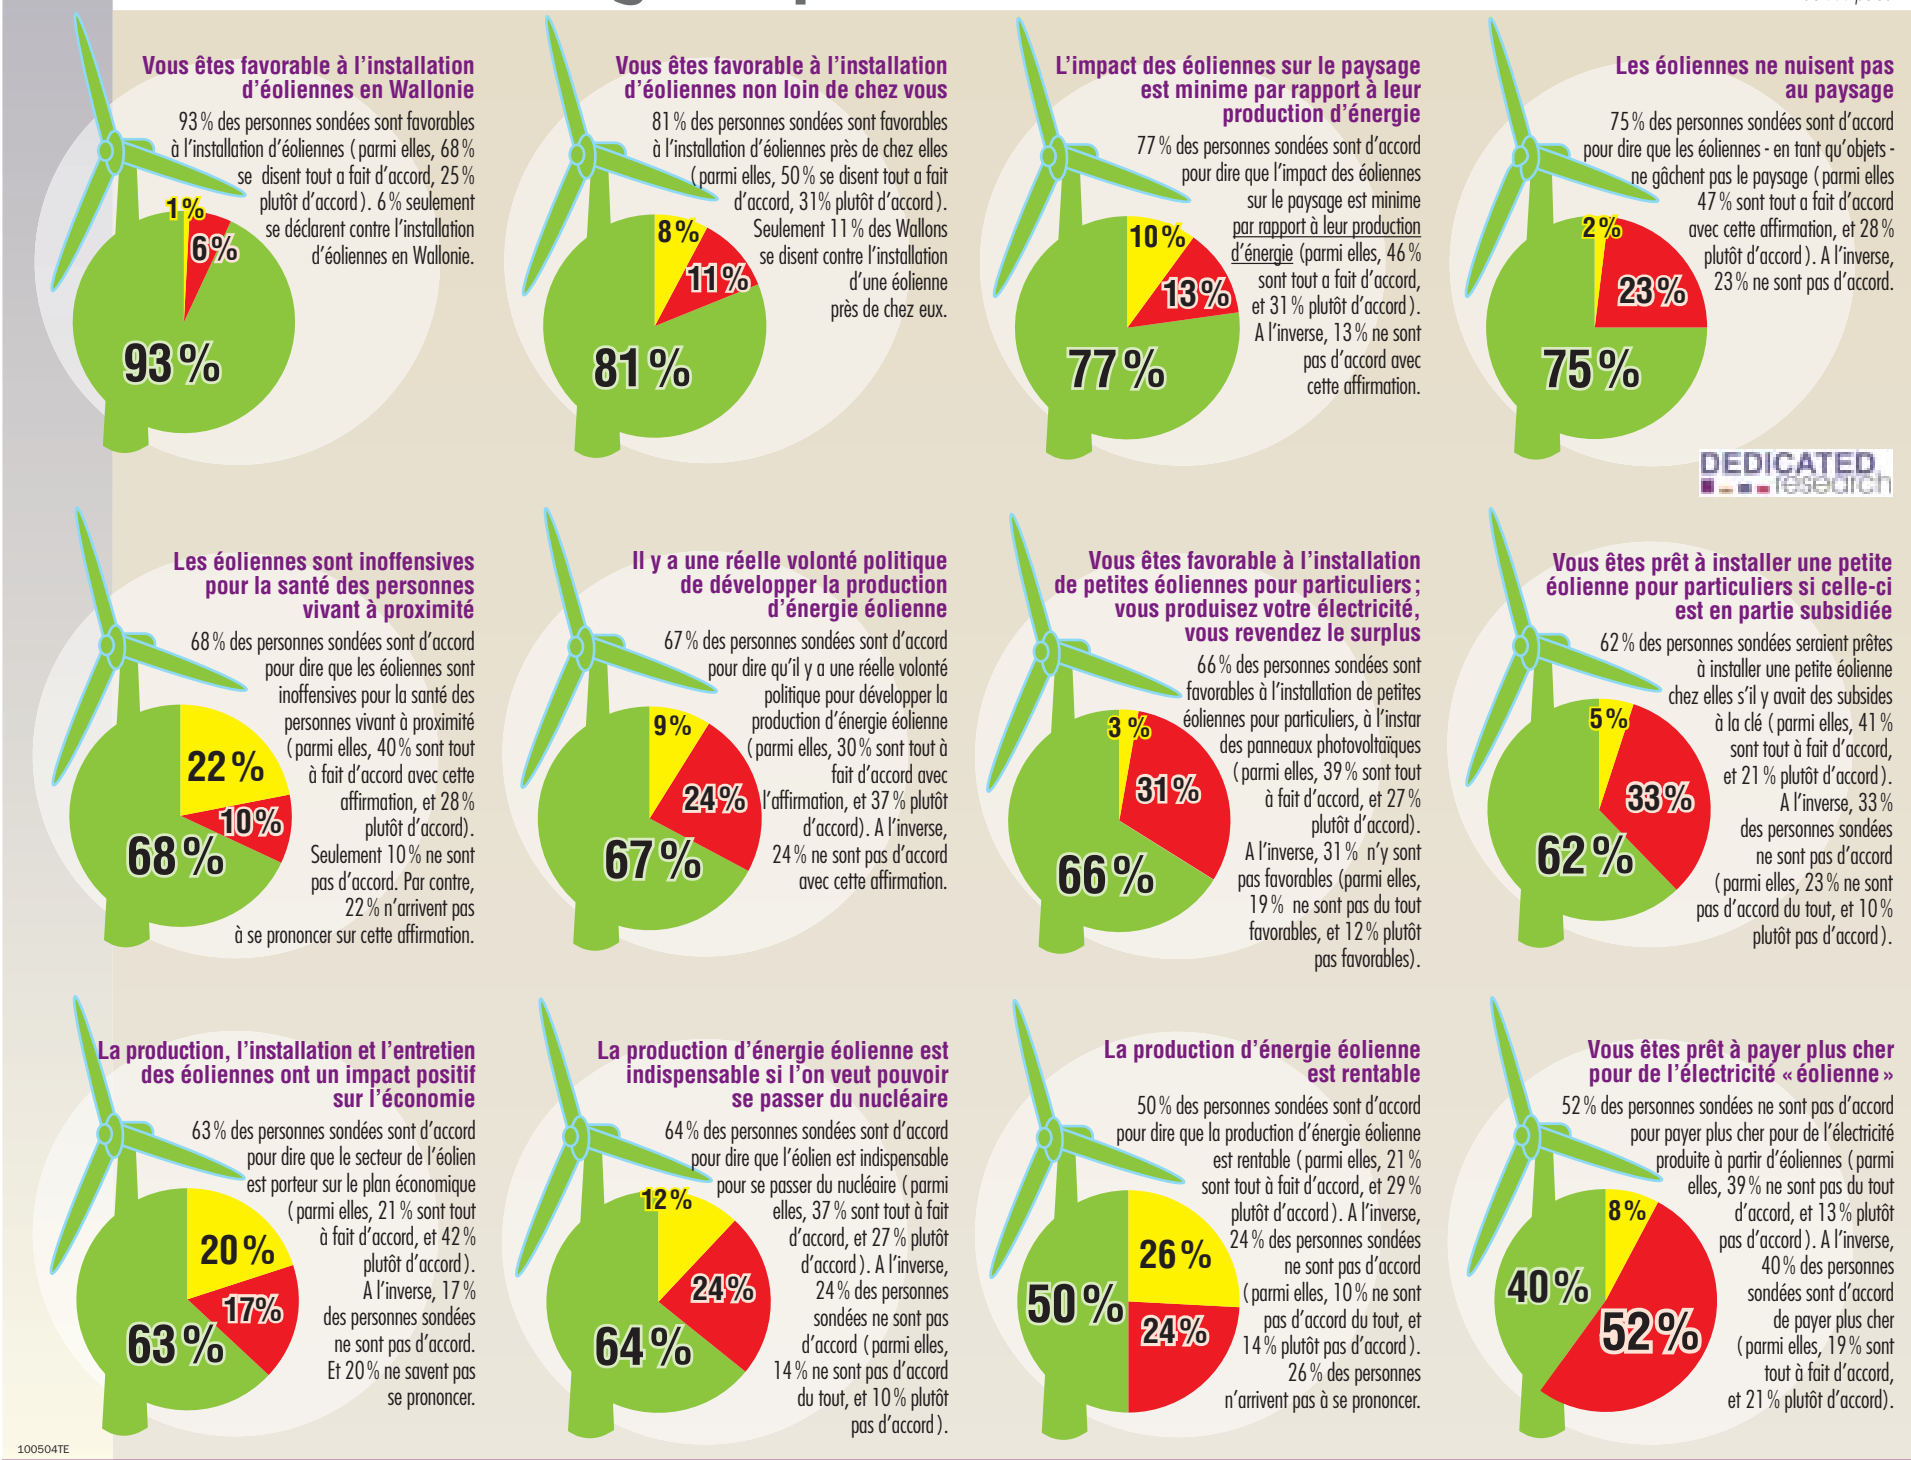 Vous êtes favorable à l'installation
d'éoliennes en Wallonie
93 % des personnes sondées sont favorables
à l'installation d'éoliennes (parmi elles, 68 %
se disent tout a fait d'accord, 25 %
plutôt d'accord). 6 % seulement
se déclarent contre l'installation
d'éoliennes en Wallonie.
1 %
6 %
93 %
Vous êtes favorable à l'installation
d'éoliennes non loin de chez vous
81 % des personnes sondées sont favorables
à l'installation d'éoliennes près de chez elles
(parmi elles, 50 % se disent tout a fait
d'accord, 31% plutôt d'accord).
Seulement 11 % des Wallons
se disent contre l'installation
d'une éolienne
près de chez eux.
8 %
11 %
81 %
L'impact des éoliennes sur le paysage
est minime par rapport à leur
production d'énergie
77 % des personnes sondées sont d'accord
pour dire que l'impact des éoliennes
sur le paysage est minime
par rapport à leur production
d'énergie (parmi elles, 46 %
sont tout a fait d'accord,
et 31 % plutôt d'accord).
A l'inverse, 13 % ne sont
pas d'accord avec
cette affirmation.
10 %
13 %
77 %
Les éoliennes ne nuisent pas
au paysage
75 % des personnes sondées sont d'accord
pour dire que les éoliennes - en tant qu'objets -
ne gâchent pas le paysage (parmi elles
47 % sont tout a fait d'accord
avec cette affirmation, et 28 %
plutôt d'accord). A l'inverse,
23 % ne sont pas d'accord.
2 %
23 %
75 %
DEDICATED
research
Les éoliennes sont inoffensives
pour la santé des personnes
vivant à proximité
68 % des personnes sondées sont d'accord
pour dire que les éoliennes sont
inoffensives pour la santé des
personnes vivant à proximité
(parmi elles, 40 % sont tout
à fait d'accord avec cette
affirmation, et 28 %
plutôt d'accord).
Seulement 10 % ne sont
pas d'accord. Par contre,
22 % n'arrivent pas
à se prononcer sur cette affirmation.
22 %
10 %
68 %
Il y a une réelle volonté politique
de développer la production
d'énergie éolienne
67 % des personnes sondées sont d'accord
pour dire qu'il y a une réelle volonté
politique pour développer la
production d'énergie éolienne
(parmi elles, 30 % sont tout à
fait d'accord avec
l'affirmation, et 37 % plutôt
d'accord). A l'inverse,
24 % ne sont pas d'accord
avec cette affirmation.
9 %
24 %
67 %
Vous êtes favorable à l'installation
de petites éoliennes pour particuliers ;
vous produisez votre électricité,
vous revendez le surplus
66 % des personnes sondées sont
favorables à l'installation de petites
éoliennes pour particuliers, à l'instar
des panneaux photovoltaïques
(parmi elles, 39 % sont tout
à fait d'accord, et 27 %
plutôt d'accord).
A l'inverse, 31 % n'y sont
pas favorables (parmi elles,
19 % ne sont pas du tout
favorables, et 12 % plutôt
pas favorables).
3 %
31 %
66 %
Vous êtes prêt à installer une petite
éolienne pour particuliers si celle-ci
est en partie subsidiée
62 % des personnes sondées seraient prêtes
à installer une petite éolienne
chez elles s'il y avait des subsides
à la clé (parmi elles, 41 %
sont tout à fait d'accord,
et 21 % plutôt d'accord).
A l'inverse, 33 %
des personnes sondées
ne sont pas d'accord
(parmi elles, 23 % ne sont
pas d'accord du tout, et 10 %
plutôt pas d'accord).
5 %
33 %
62 %
La production, l'installation et l'entretien
des éoliennes ont un impact positif
sur l'économie
63 % des personnes sondées sont d'accord
pour dire que le secteur de l'éolien
est porteur sur le plan économique
(parmi elles, 21 % sont tout
à fait d'accord, et 42 %
plutôt d'accord).
A l'inverse, 17 %
des personnes sondées
ne sont pas d'accord.
Et 20 % ne savent pas
se prononcer.
20 %
17 %
63 %
La production d'énergie éolienne est
indispensable si l'on veut pouvoir
se passer du nucléaire
64 % des personnes sondées sont d'accord
pour dire que l'éolien est indispensable
pour se passer du nucléaire (parmi
elles, 37 % sont tout à fait
d'accord, et 27 % plutôt
d'accord). A l'inverse,
24 % des personnes
sondées ne sont pas
d'accord (parmi elles,
14 % ne sont pas d'accord
du tout, et 10 % plutôt
pas d'accord).
12 %
24 %
64 %
La production d'énergie éolienne
est rentable
50 % des personnes sondées sont d'accord
pour dire que la production d'énergie éolienne
est rentable (parmi elles, 21 %
sont tout à fait d'accord, et 29 %
plutôt d'accord). A l'inverse,
24 % des personnes sondées
ne sont pas d'accord
(parmi elles, 10 % ne sont
pas d'accord du tout, et
14 % plutôt pas d'accord).
26 % des personnes
n'arrivent pas à se prononcer.
26 %
24 %
50 %
Vous êtes prêt à payer plus cher
pour de l'électricité « éolienne »
52 % des personnes sondées ne sont pas d'accord
pour payer plus cher pour de l'électricité
produite à partir d'éoliennes (parmi
elles, 39 % ne sont pas du tout
d'accord, et 13 % plutôt
pas d'accord). A l'inverse,
40 % des personnes
sondées sont d'accord
de payer plus cher
(parmi elles, 19 % sont
tout à fait d'accord,
et 21 % plutôt d'accord).
8 %
40 %
52 %
100504TE